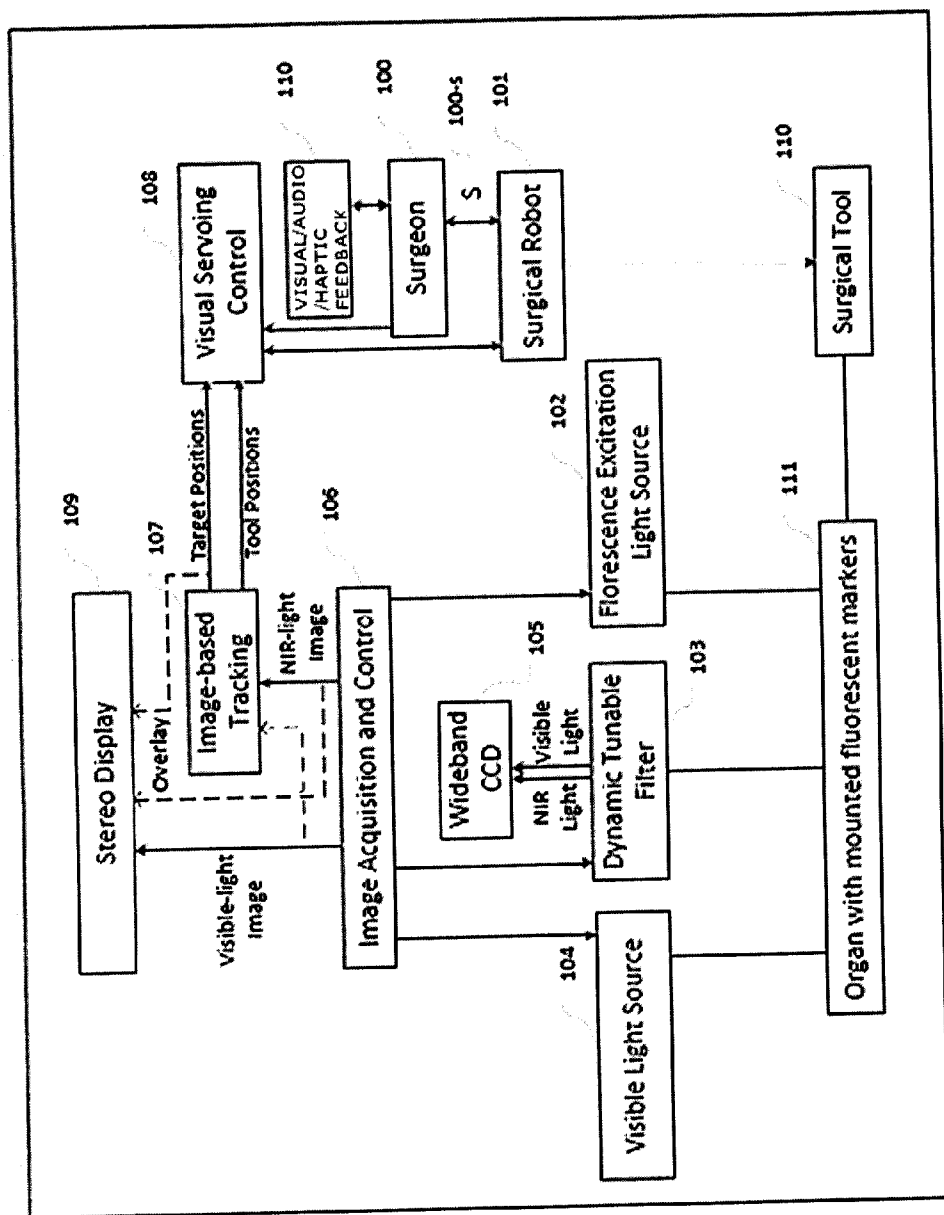 109
Stereo Display
108
Visual Servoing
Control
107
Target Positions
Tool Positions
Overlay
Image-based
Tracking
110
VISUAL/AUDIO
/HAPTIC
FEEDBACK
100
Surgeon
100-s
S
101
Surgical Robot
Visible-light
Image
NIR-light
Image
106
Image Acquisition and Control
105
Wideband
CCD
NIR
Light
Visible
Light
104
Visible Light Source
103
Dynamic Tunable
Filter
102
Florescence Excitation
Light Source
110
Surgical Tool
111
Organ with mounted fluorescent markers